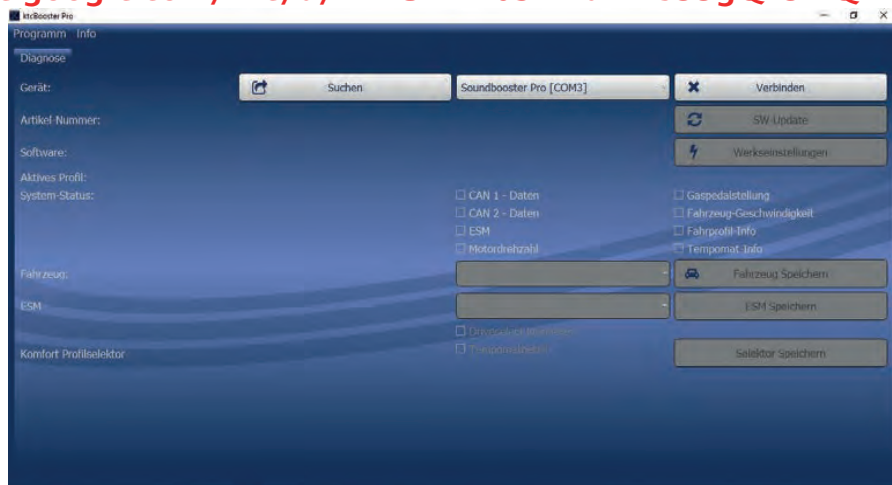 ktcBooster Pro
Programm Info
Diagnose
Gerät: Suchen Soundbooster Pro [COM3] Verbinden
Artikel-Nummer: SW-Update
Software: Werkseinstellungen
Aktives Profil:
System-Status: CAN 1 - Daten Gaspedalstellung
CAN 2 - Daten Fahrzeug-Geschwindigkeit
ESM Fahrprofil-Info
Motordrehzahl Tempomat-Info
Fahrzeug: Fahrzeug Speichern
ESM ESM Speichern
Komfort Profilselektor Selektor Speichern